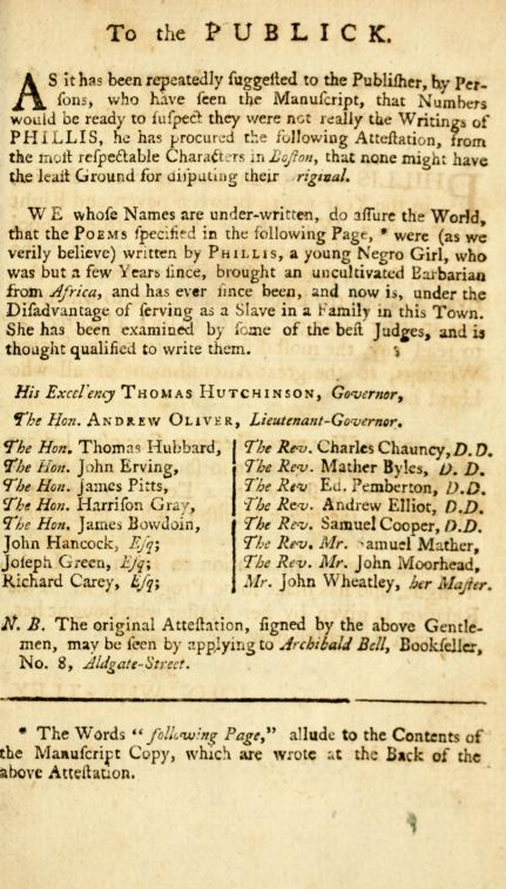 To the PUBLICK.
AS it has been repeatedly ſuggeſted to the Publiſher, by Per-
ſons, who have ſeen the Manuſcript, that Numbers
would be ready to ſuſpect they were not really the Writings of
PHILLIS, he has procured the following Atteſtation, from
the moſt reſpectable Characters in Boſton, that none might have
the leaſt Ground for diſputing their riginal.
WE whoſe Names are under-written, do aſſure the World,
that the POEMS ſpecified in the following Page, * were (as we
verily believe) written by PHILLIS, a young Negro Girl, who
was but a few Years ſince, brought an uncultivated Barbarian
from Africa, and has ever ſince been, and now is, under the
Diſadvantage of ſerving as a Slave in a Family in this Town.
She has been examined by ſome of the beſt Judges, and is
thought qualified to write them.
His Excellency THOMAS HUTCHINSON, Governor,
The Hon. ANDREW OLIVER, Lieutenant-Governor.
The Hon. Thomas Hubbard,
The Hon. John Erving,
The Hon. James Pitts,
The Hon. Harriſon Gray,
The Hon. James Bowdoin,
John Hancock, Eſq;
Joſeph Green, Eſq;
Richard Carey, Eſq;
The Rev. Charles Chauncy, D.D.
The Rev. Mather Byles, D. D.
The Rev Ed. Pemberton, D.D.
The Rev. Andrew Elliot, D.D.
The Rev. Samuel Cooper, D.D.
The Rev. Mr. amuel Mather,
The Rev. Mr. John Moorhead,
Mr. John Wheatley, her Maſter.
N. B. The original Atteſtation, ſigned by the above Gentle-
men, may be ſeen by applying to Archibald Bell, Bookſeller,
No. 8, Aldgate-Street.
* The Words “following Page,” allude to the Contents of
the Manuſcript Copy, which are wrote at the Back of the
above Atteſtation.